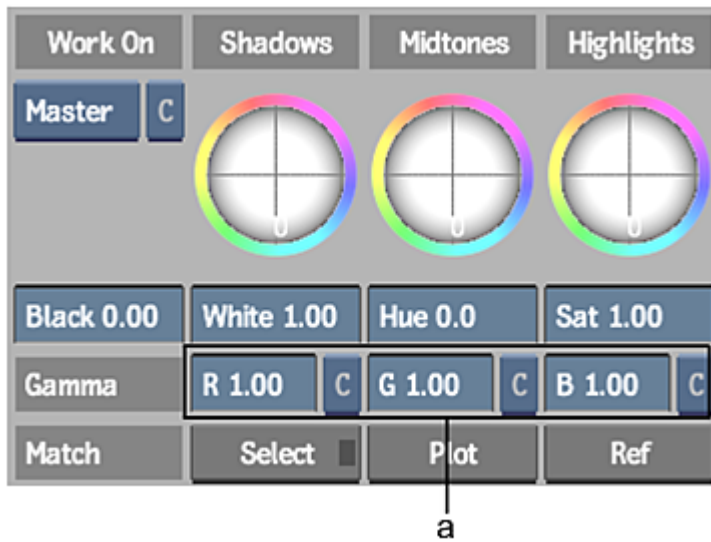 Work On Shadows Midtones Highlights
Master C
0 0 0
Black 0.00 White 1.00 Hue 0.0 Sat 1.00
Gamma R 1.00 C G 1.00 C B 1.00 C
Match Select Plot Ref
a